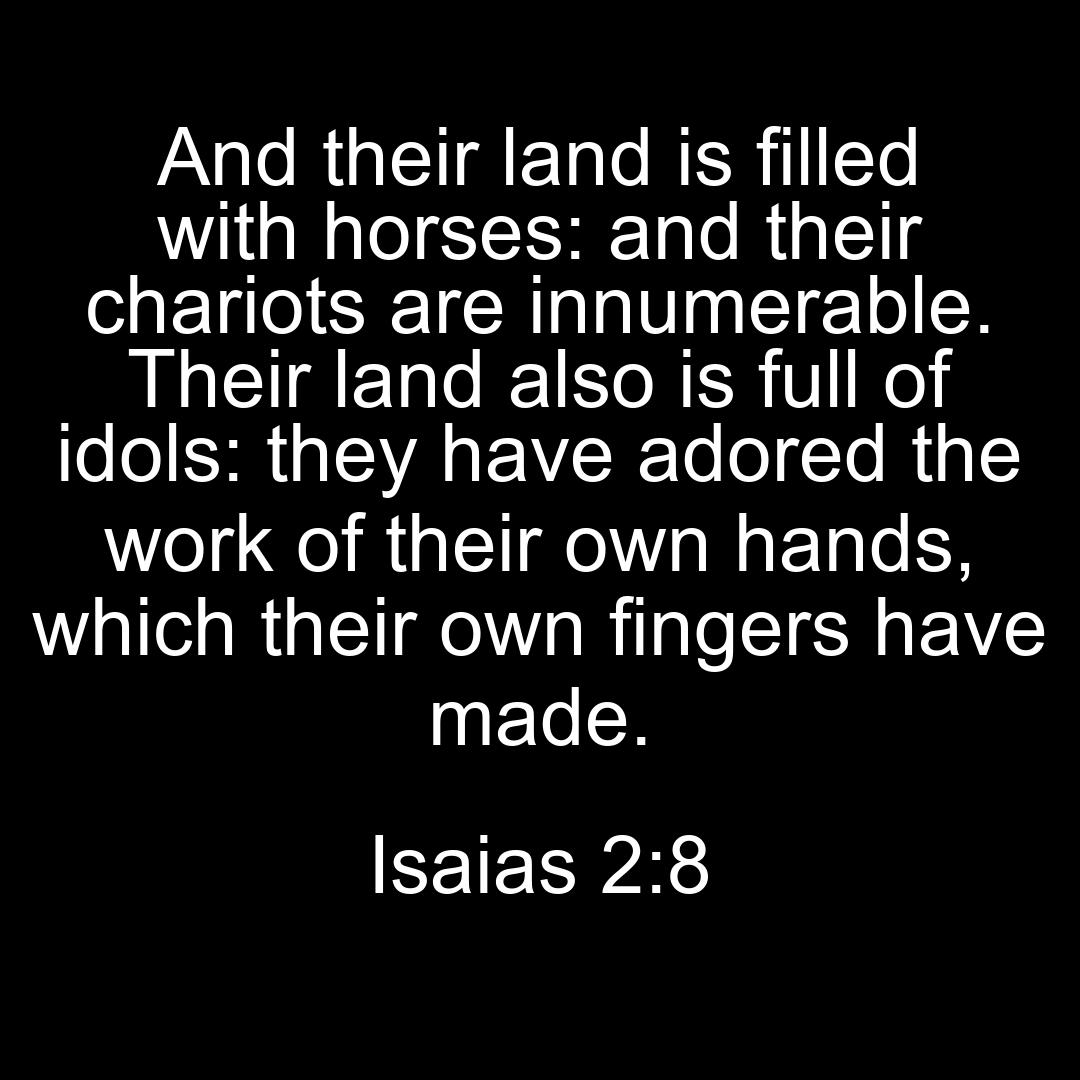 And their land is filled
with horses: and their
chariots are innumerable.
Their land also is full of
idols: they have adored the
work of their own hands,
which their own fingers have
made.
Isaias 2:8